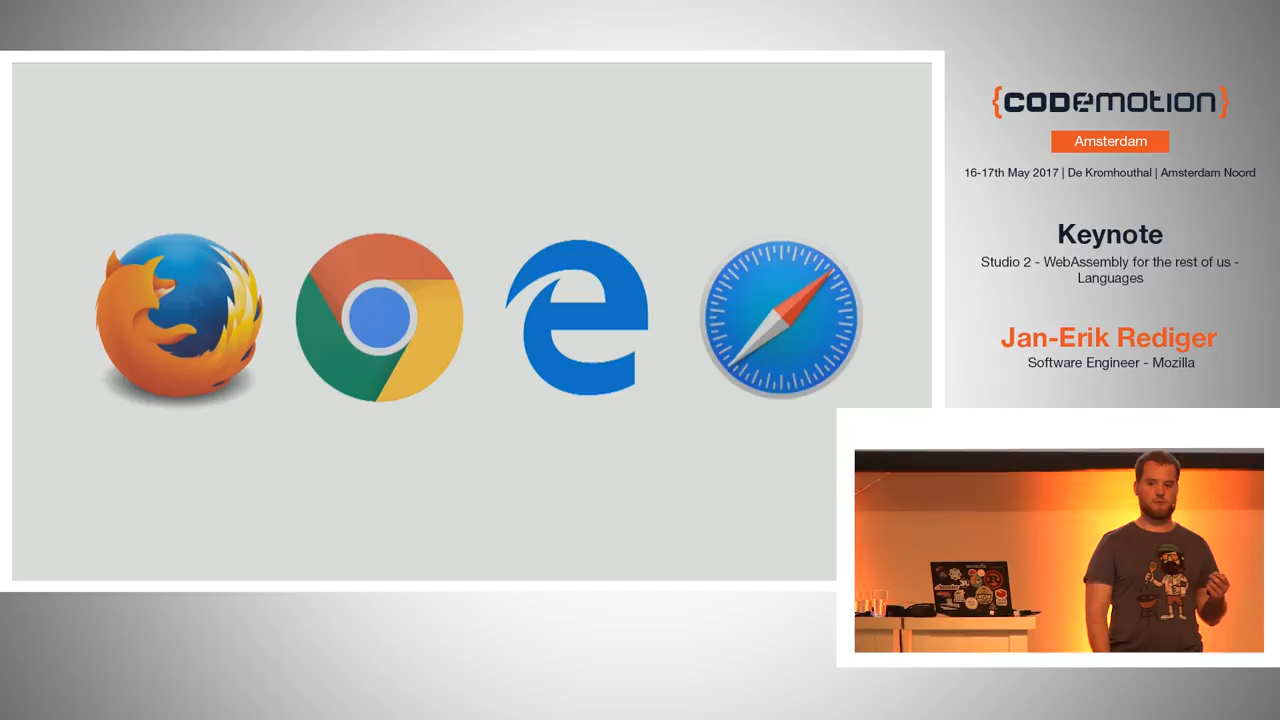 {CODEMOTION}
Amsterdam
16-17th May 2017 | De Kromhouthal | Amsterdam Noord
Keynote
Studio 2 - WebAssembly for the rest of us -
Languages
Jan-Erik Rediger
Software Engineer - Mozilla